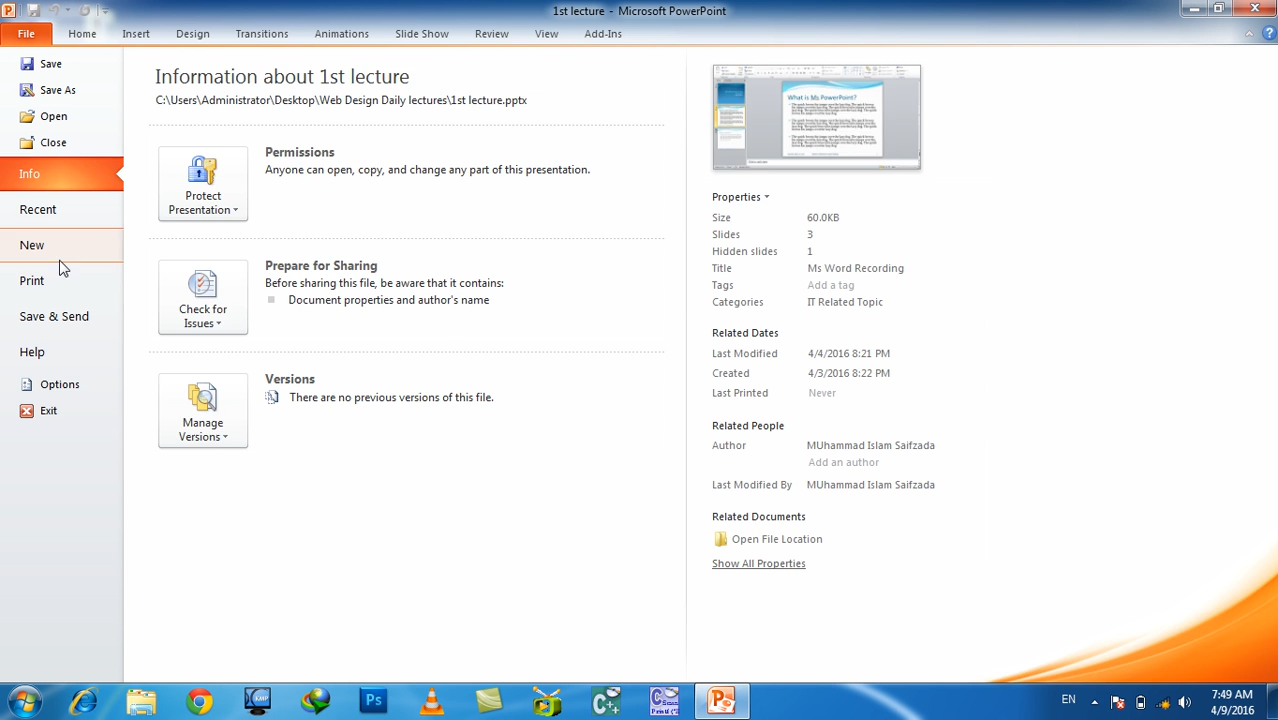 1st lecture - Microsoft PowerPoint
File Home Insert Design Transitions Animations Slide Show Review View Add-Ins
Save
Save As
Open
Close
Info
Recent
New
Print
Save & Send
Help
Options
Exit
Information about 1st lecture
\Users\Administrator\Desktop\Web Design Daily lectures\1st lecture.pptx
Protect
Presentation
Permissions
Anyone can open, copy, and change any part of this presentation.
Check for
Issues
Prepare for Sharing
Before sharing this file, be aware that it contains:
Document properties and author's name
Manage
Versions
Versions
There are no previous versions of this file.
What is Ms PowerPoint?
Properties
Size 60.0KB
Slides 3
Hidden slides 1
Title Ms Word Recording
Tags Add a tag
Categories IT Related Topic
Related Dates
Last Modified 4/4/2016 8:21 PM
Created 4/3/2016 8:22 PM
Last Printed Never
Related People
Author MUhammad Islam Saifzada
Add an author
Last Modified By MUhammad Islam Saifzada
Related Documents
Open File Location
Show All Properties
Ps
EN
7:49 AM
4/9/2016